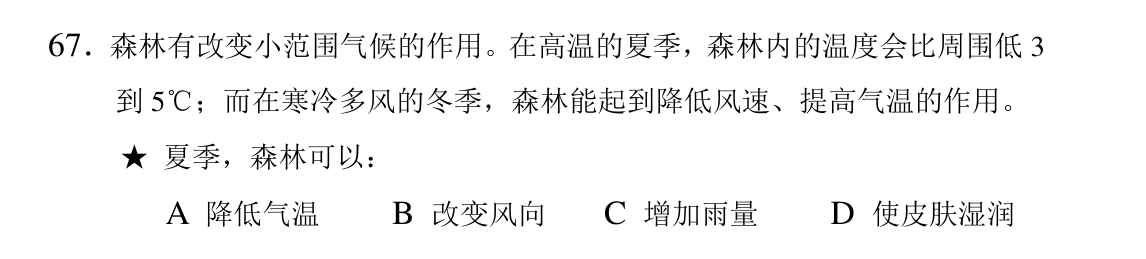 67．森林有改变小范围气候的作用。在高温的夏季，森林内的温度会比周围低 3
到 5℃；而在寒冷多风的冬季，森林能起到降低风速、提高气温的作用。
★ 夏季，森林可以：
A 降低气温 B 改变风向 C 增加雨量 D 使皮肤湿润